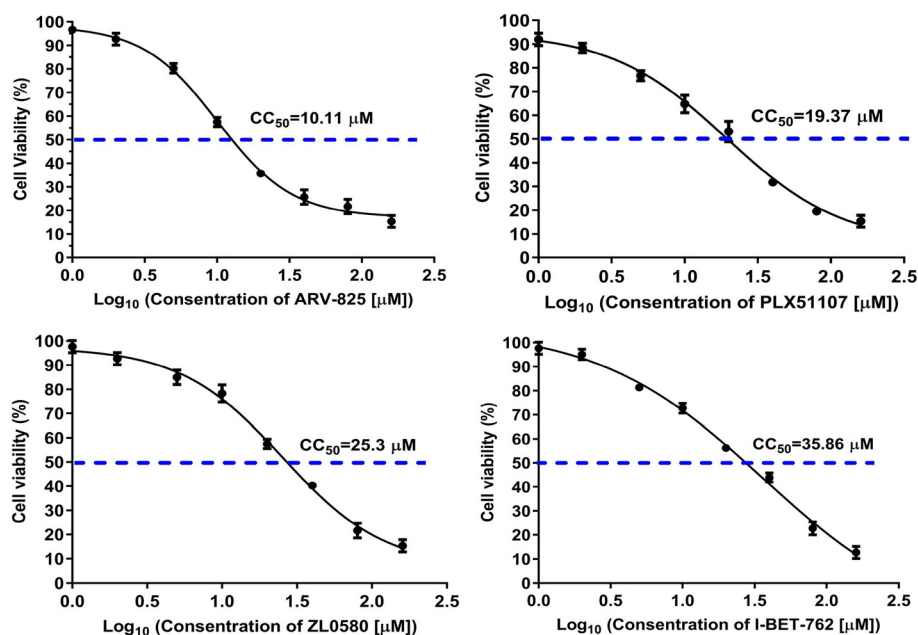 Cell Viability (%)
100
90
80
70
60
50
40
30
20
10
0
CC50=10.11 μM
0.0 0.5 1.0 1.5 2.0 2.5
Log10 (Consentration of ARV-825 [μM])
Cell viability (%)
100
90
80
70
60
50
40
30
20
10
0
CC50=19.37 μM
0.0 0.5 1.0 1.5 2.0 2.5
Log10 (Consentration of PLX51107 [μM])
Cell viability (%)
100
90
80
70
60
50
40
30
20
10
0
CC50=25.3 μM
0.0 0.5 1.0 1.5 2.0 2.5
Log10 (Consentration of ZL0580 [μM])
Cell viability (%)
100
90
80
70
60
50
40
30
20
10
0
CC50=35.86 μM
0.0 0.5 1.0 1.5 2.0 2.5
Log10 (Consentration of I-BET-762 [μM])